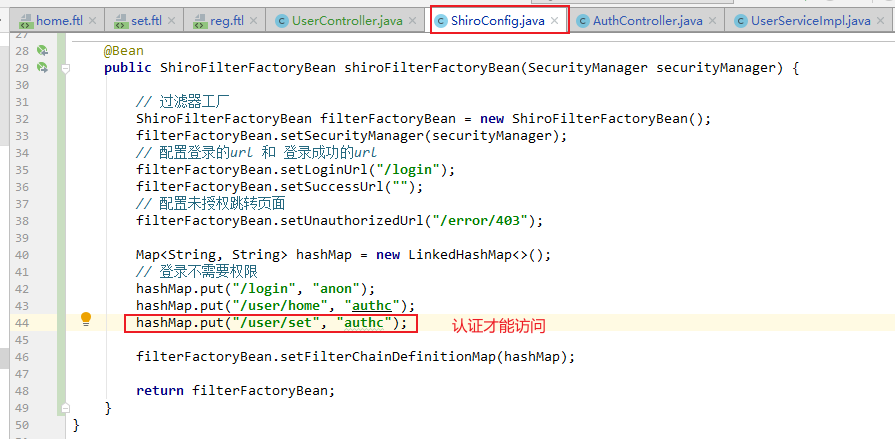 home.ftl set.ftl reg.ftl UserController.java ShiroConfig.java AuthController.java UserServiceImpl.java
27
28 @Bean
29 public ShiroFilterFactoryBean shiroFilterFactoryBean(SecurityManager securityManager) {
30
31 // 过滤器工厂
32 ShiroFilterFactoryBean filterFactoryBean = new ShiroFilterFactoryBean();
33 filterFactoryBean.setSecurityManager(securityManager);
34 // 配置登录的url 和 登录成功的url
35 filterFactoryBean.setLoginUrl("/login");
36 filterFactoryBean.setSuccessUrl("");
37 // 配置未授权跳转页面
38 filterFactoryBean.setUnauthorizedUrl("/error/403");
39
40 Map<String, String> hashMap = new LinkedHashMap<>();
41 // 登录不需要权限
42 hashMap.put("/login", "anon");
43 hashMap.put("/user/home", "authc");
44 hashMap.put("/user/set", "authc"); 认证才能访问
45
46 filterFactoryBean.setFilterChainDefinitionMap(hashMap);
47
48 return filterFactoryBean;
49 }
50 }